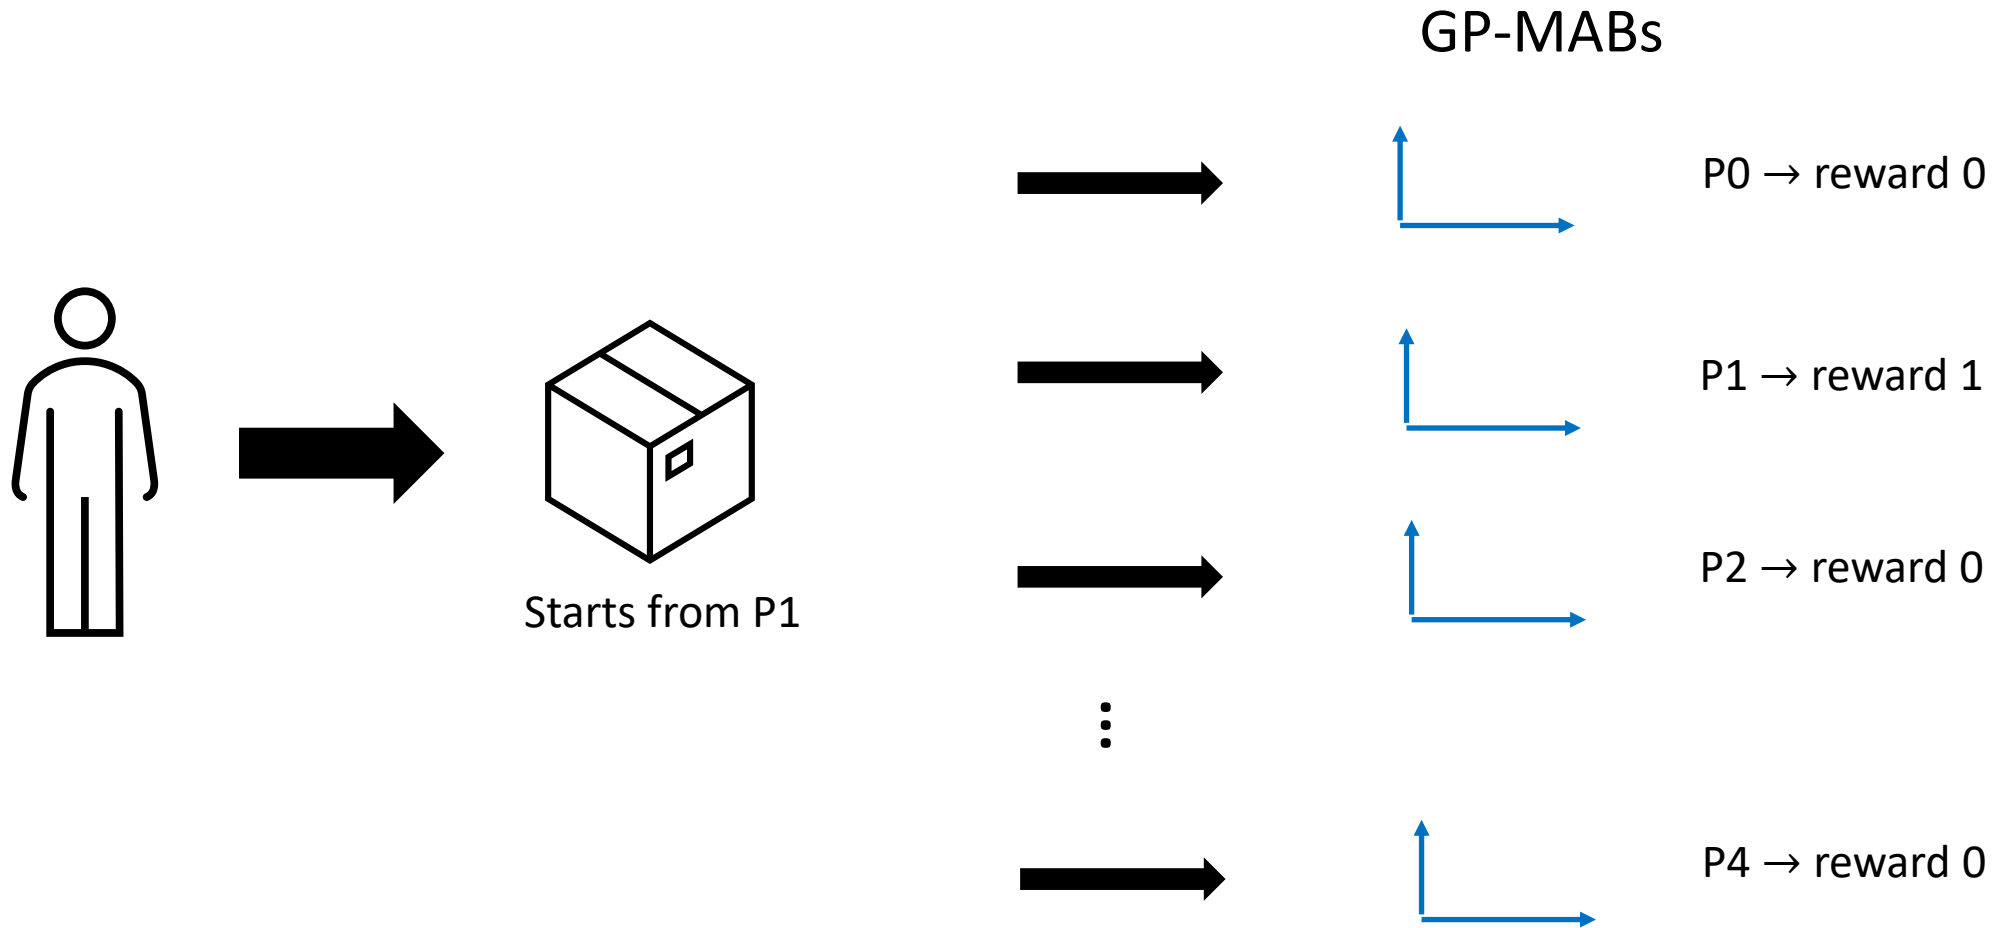 GP-MABs
P0 → reward 0
P1 → reward 1
P2 → reward 0
Starts from P1
⋮
P4 → reward 0